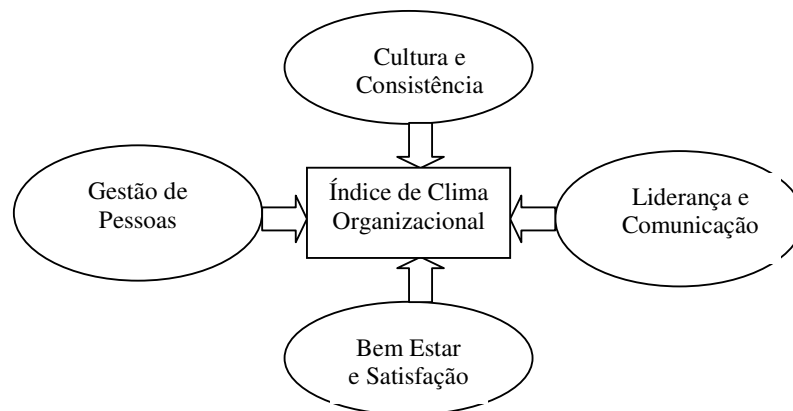 Cultura e
Consistência
Gestão de
Pessoas
Índice de Clima
Organizacional
Liderança e
Comunicação
Bem Estar
e Satisfação